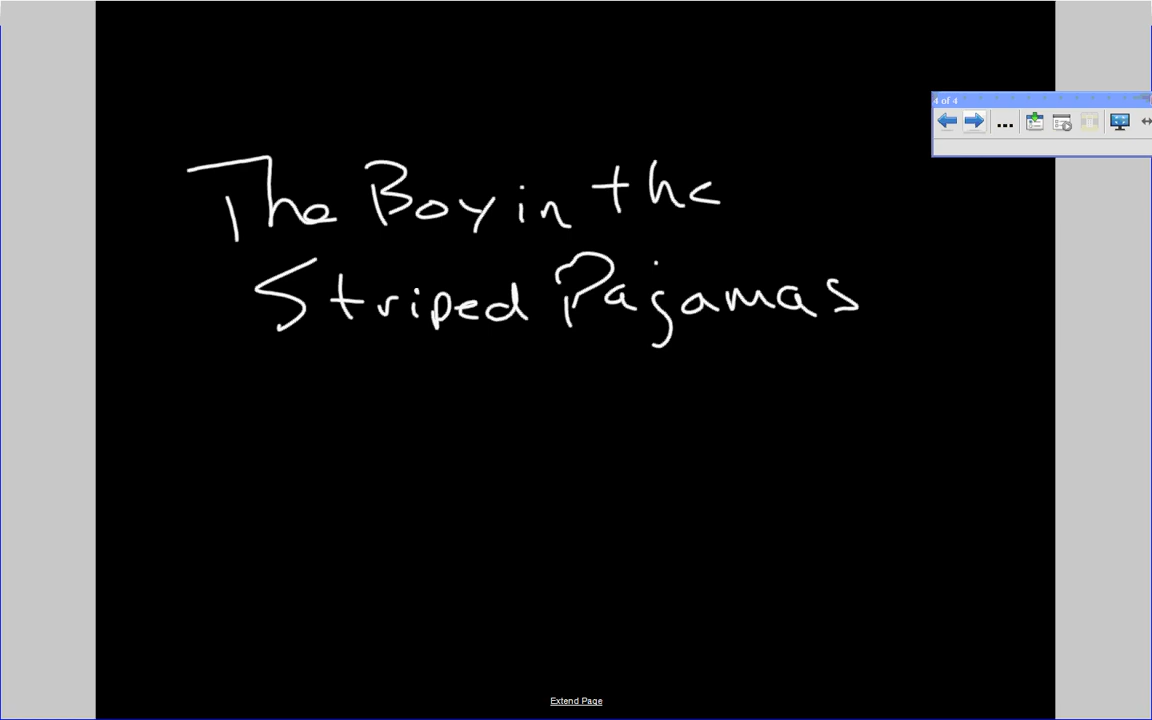 4 of 4
The Boy in the
Striped Pajamas
Extend Page